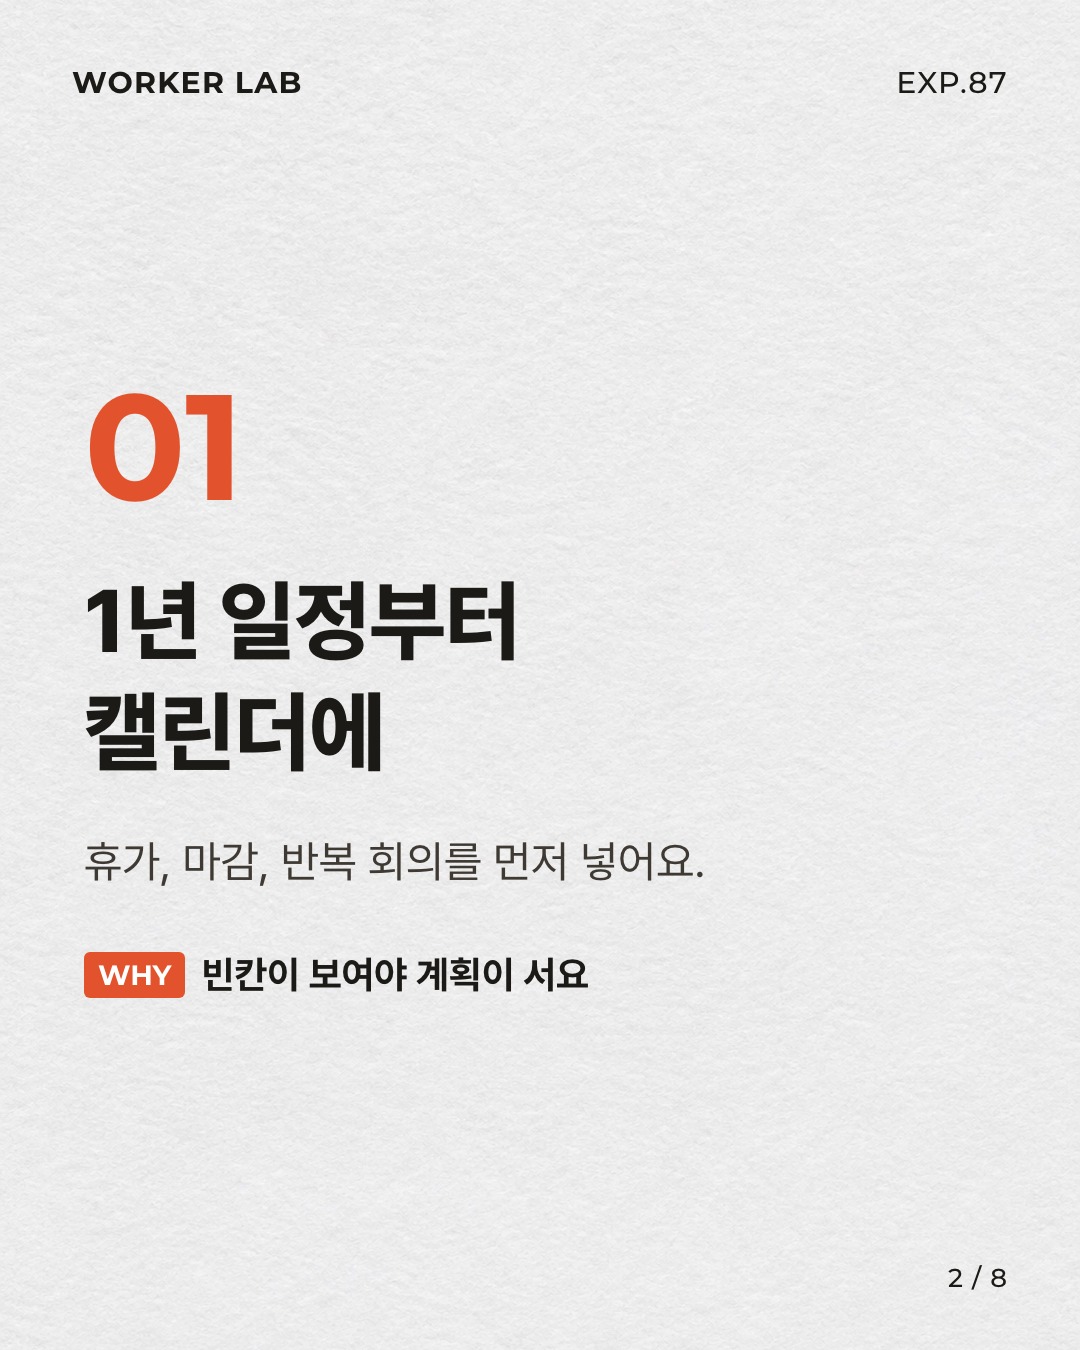 WORKER LAB
EXP.87
01
1년 일정부터
캘린더에
휴가, 마감, 반복 회의를 먼저 넣어요.
WHY 빈칸이 보여야 계획이 서요
2 / 8